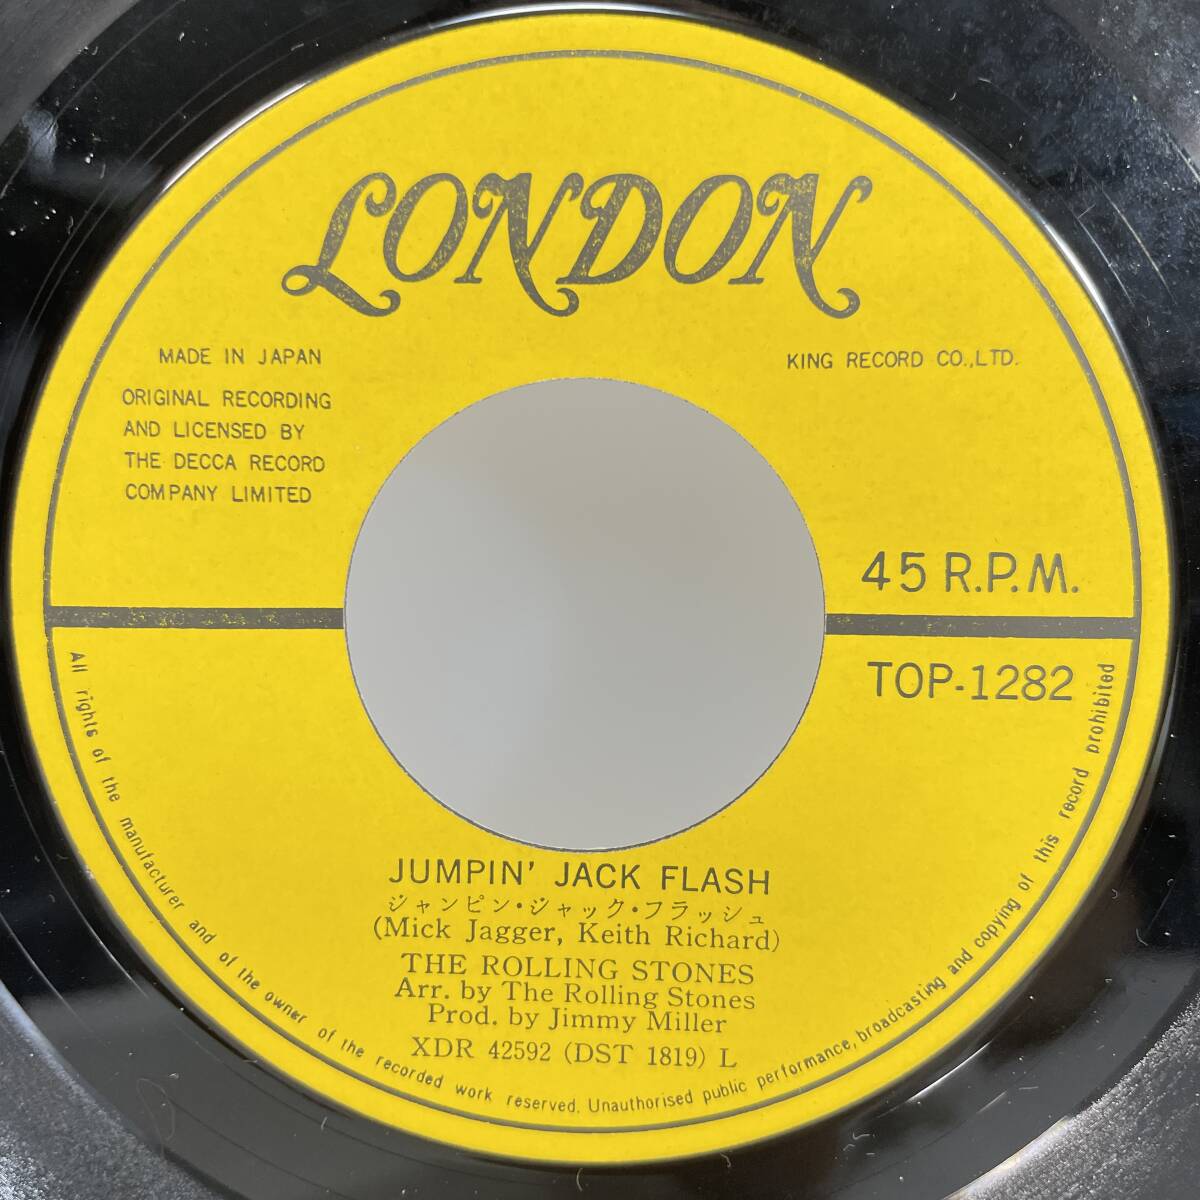 LONDON
MADE IN JAPAN
KING RECORD CO.,LTD.
ORIGINAL RECORDING
AND LICENSED BY
THE DECCA RECORD
COMPANY LIMITED
45 R.P.M.
TOP-1282
JUMPIN' JACK FLASH
ジャンピン・ジャック・フラッシュ
(Mick Jagger, Keith Richard)
THE ROLLING STONES
Arr. by The Rolling Stones
Prod. by Jimmy Miller
XDR 42592 (DST 1819) L
All rights of the manufacturer and of the owner of the recorded work reserved. Unauthorised public performance, broadcasting and copying of this record prohibited